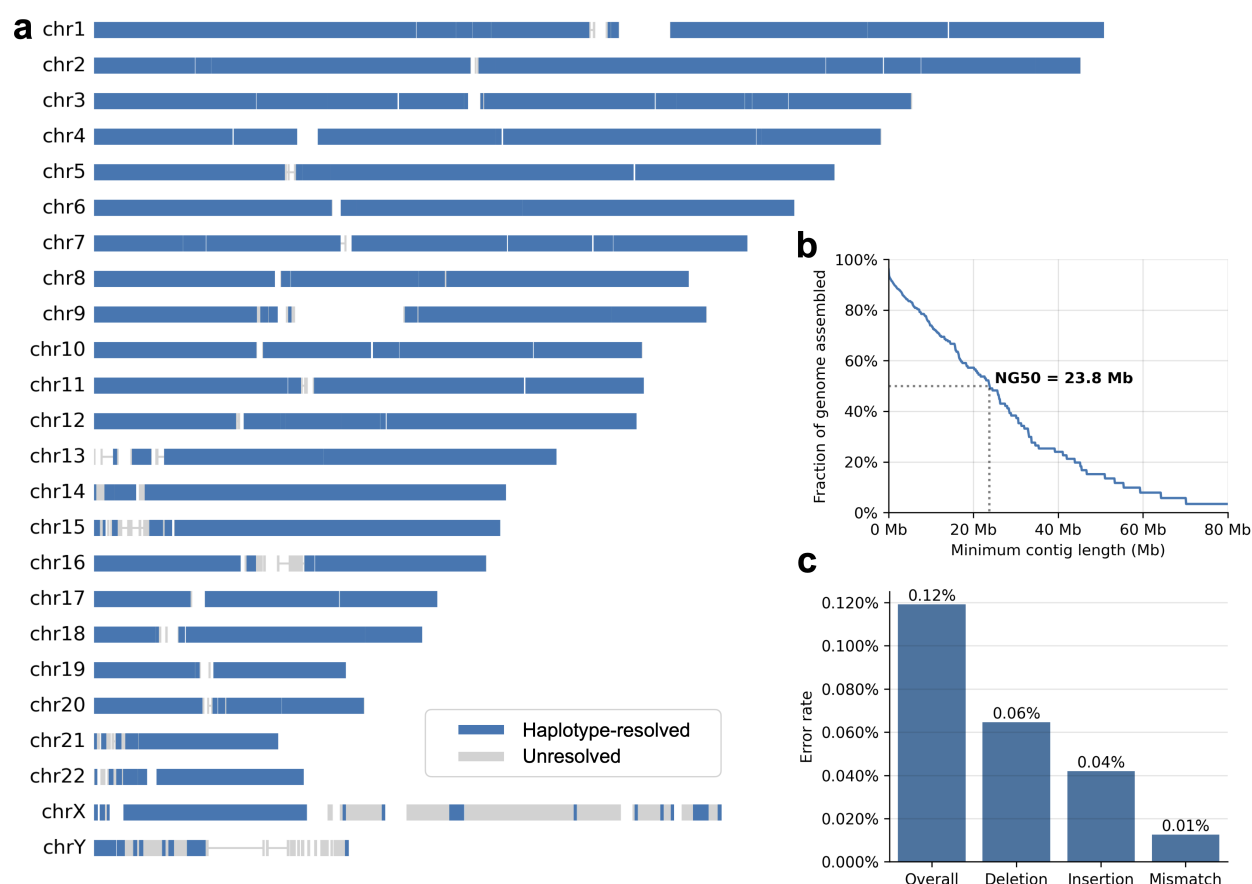 a
chr1
chr2
chr3
chr4
chr5
chr6
chr7
chr8
chr9
chr10
chr11
chr12
chr13
chr14
chr15
chr16
chr17
chr18
chr19
chr20
chr21
chr22
chrX
chrY
Haplotype-resolved
Unresolved
b
Fraction of genome assembled
100%
80%
60%
40%
20%
0%
NG50 = 23.8 Mb
0 Mb 20 Mb 40 Mb 60 Mb 80 Mb
Minimum contig length (Mb)
c
Error rate
0.120%
0.100%
0.080%
0.060%
0.040%
0.020%
0.000%
0.12%
0.06%
0.04%
0.01%
Overall Deletion Insertion Mismatch